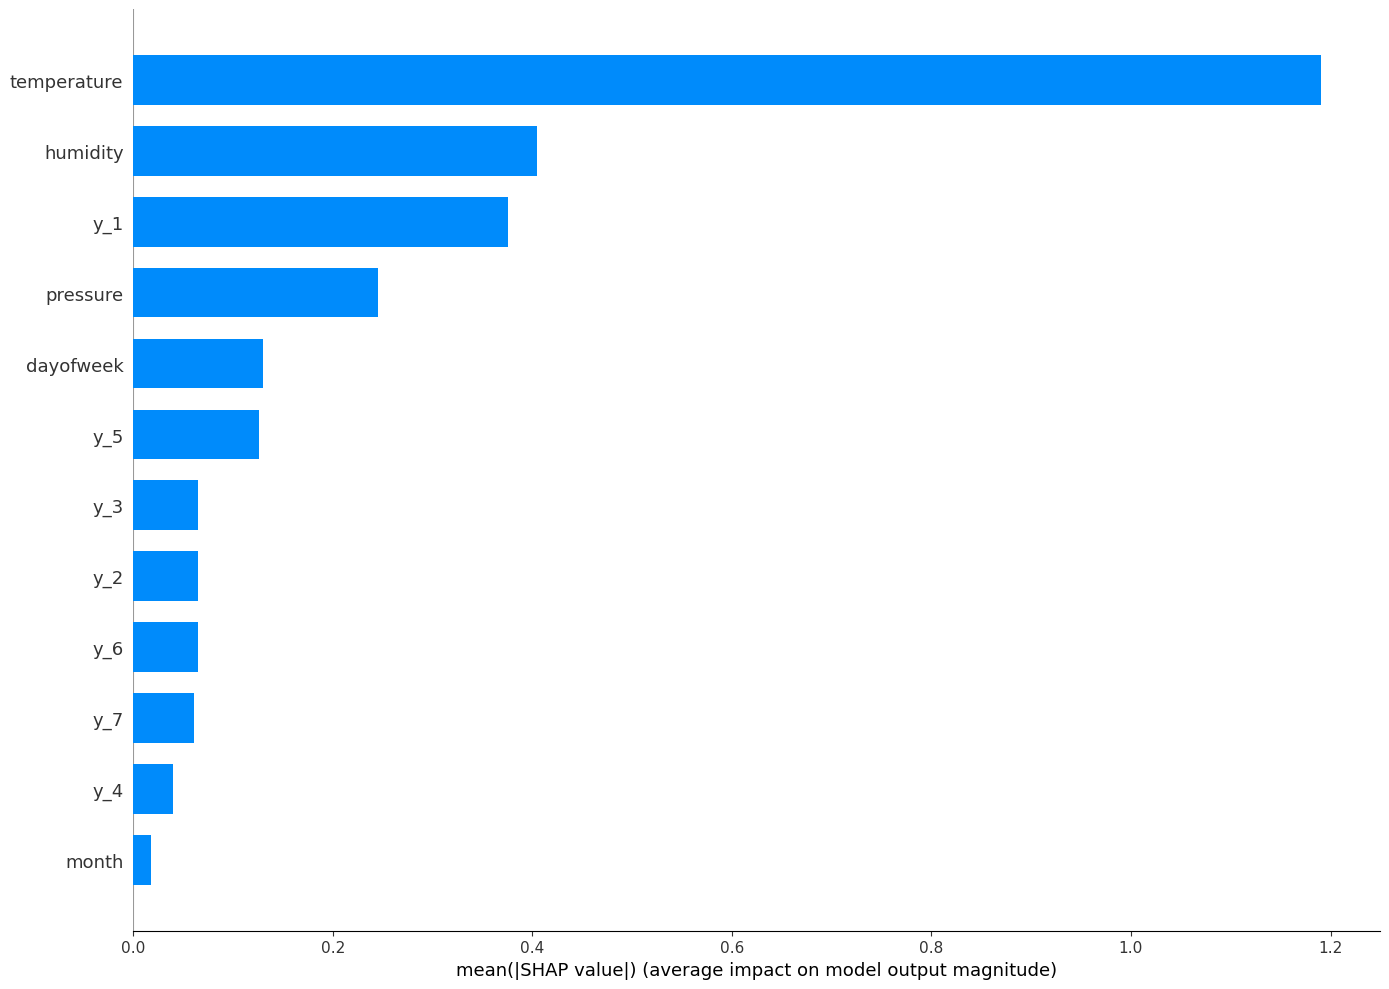 temperature
humidity
y_1
pressure
dayofweek
y_5
y_3
y_2
y_6
y_7
y_4
month
0.0 0.2 0.4 0.6 0.8 1.0 1.2
mean(|SHAP value|) (average impact on model output magnitude)